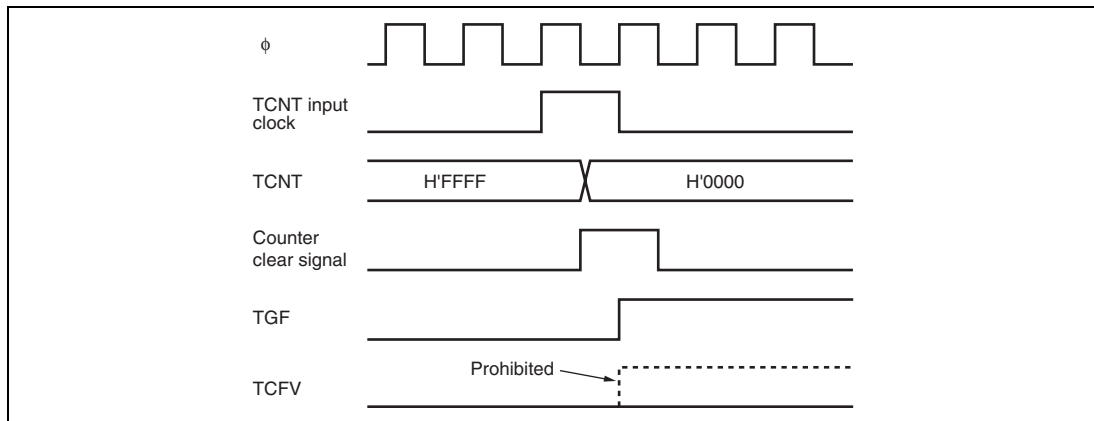 φ
TCNT input
clock
TCNT
H'FFFF
H'0000
Counter
clear signal
TGF
Prohibited
TCFV